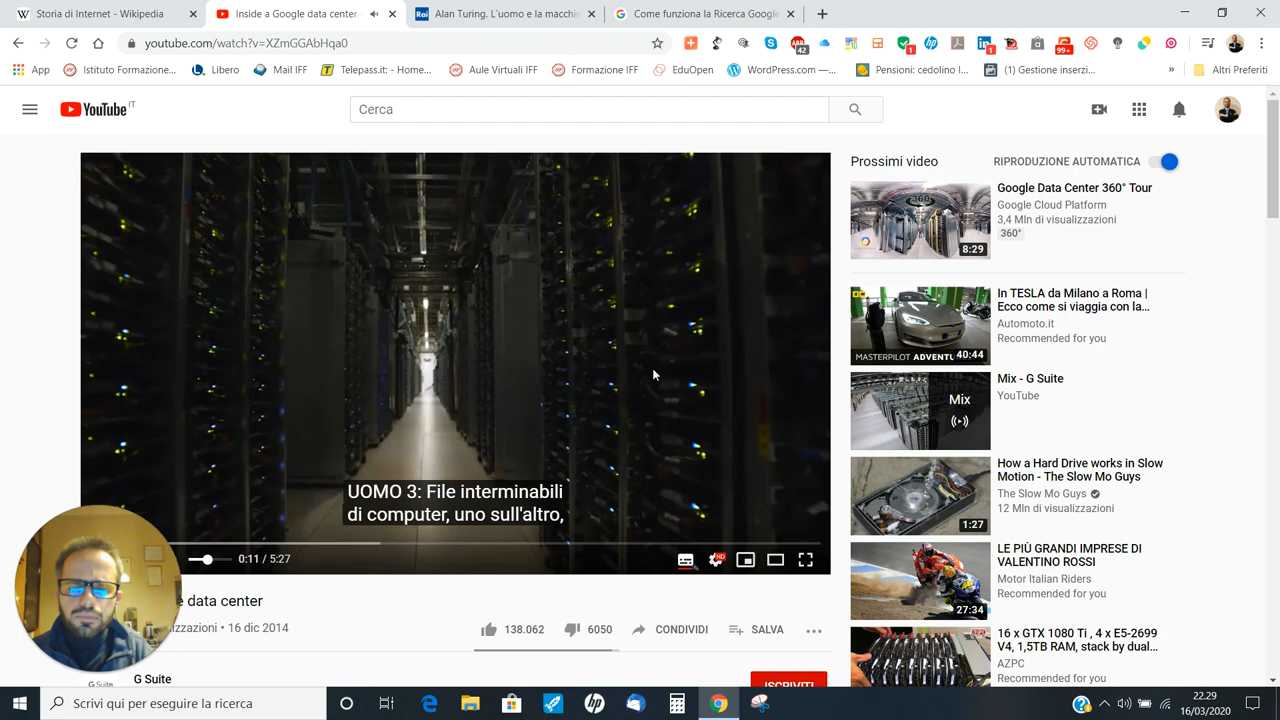 Storia di Internet - Wikipedia
Inside a Google data center
Alan Turing. L'uomo e la macchin
Come funziona la Ricerca Google
youtube.com/watch?v=XZmGGAbHqa0
42
1
1
99+
App
Istituto Formazione...
Libero
Mail IFF
Telepass.it: - Home...
Aule Virtuali IFF
Formazione IFF
EduOpen
WordPress.com —...
Pensioni: cedolino I...
(1) Gestione inserzi...
»
Altri Preferiti
YouTube IT
Cerca
UOMO 3: File interminabili
di computer, uno sull'altro,
0:11 / 5:27
HD
e data center
izzazioni • 16 dic 2014
138.062
6050
CONDIVIDI
SALVA
G Suite
G Suite
ISCRIVITI
Prossimi video
RIPRODUZIONE AUTOMATICA
360°
8:29
Google Data Center 360° Tour
Google Cloud Platform
3,4 Mln di visualizzazioni
360°
MASTERPILOT ADVENTU
40:44
In TESLA da Milano a Roma |
Ecco come si viaggia con la...
Automoto.it
Recommended for you
Mix
Mix - G Suite
YouTube
1:27
How a Hard Drive works in Slow
Motion - The Slow Mo Guys
The Slow Mo Guys
12 Mln di visualizzazioni
27:34
LE PIÙ GRANDI IMPRESE DI
VALENTINO ROSSI
Motor Italian Riders
Recommended for you
16 x GTX 1080 Ti , 4 x E5-2699
V4, 1,5TB RAM, stack by dual...
AZPC
Recommended for you
Scrivi qui per eseguire la ricerca
22.29
16/03/2020